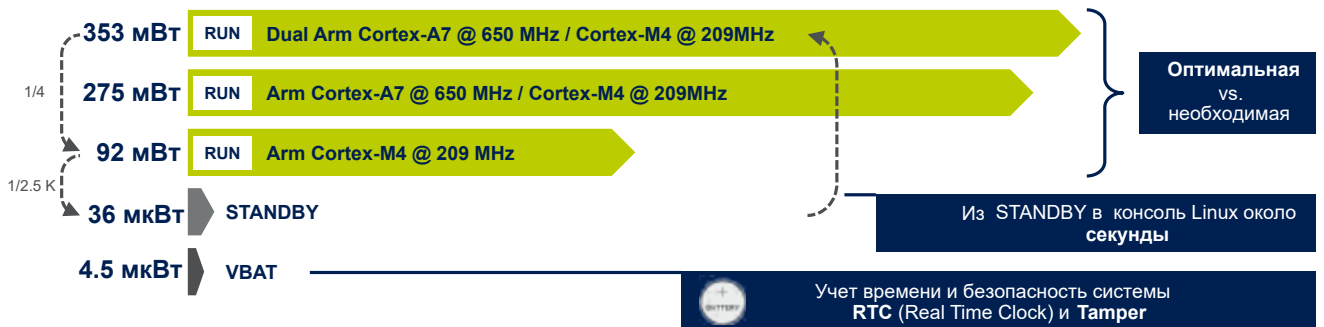 353 мВт RUN Dual Arm Cortex-A7 @ 650 MHz / Cortex-M4 @ 209MHz
1/4
275 мВт RUN Arm Cortex-A7 @ 650 MHz / Cortex-M4 @ 209MHz
92 мВт RUN Arm Cortex-M4 @ 209 MHz
1/2.5 K
36 мкВт STANDBY
4.5 мкВт VBAT
Оптимальная
vs.
необходимая
Из STANDBY в консоль Linux около
секунды
+
BATTERY
Учет времени и безопасность системы
RTC (Real Time Clock) и Tamper